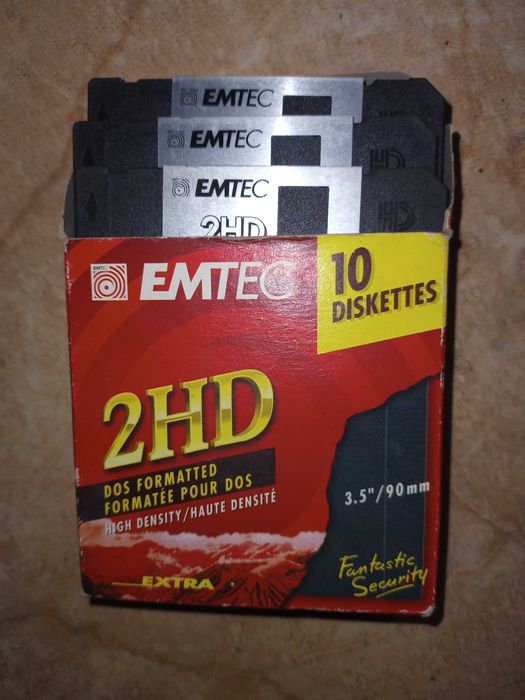 EMTEC
EMTEC
EMTEC
2HD
HD
HD
EMTEC
EMTEC
10
DISKETTES
2HD
DOS FORMATTED
FORMATÉE POUR DOS
HIGH DENSITY/HAUTE DENSITÉ
3.5"/90mm
EXTRA
Fantastic
Security